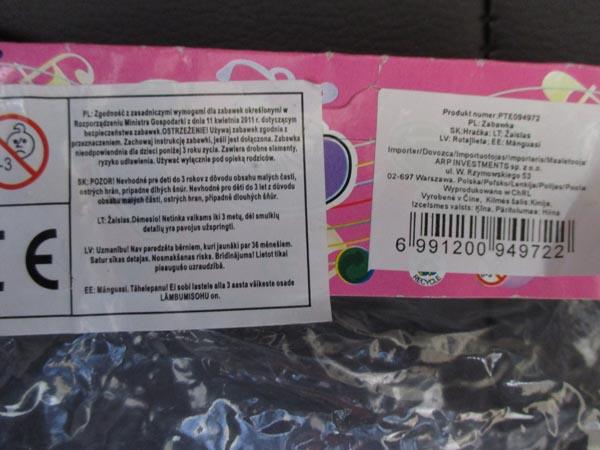 PL: Zgodność z zasadniczymi wymogami dla zabawek określonymi w
Rozporządzeniu Ministra Gospodarki z dnia 11 kwietnia 2011 r. dotyczącym
bezpieczeństwa zabawek.OSTRZEŻENIE! Używaj zabawek zgodnie z
przeznaczeniem. Zachowaj instrukcję zabawek, jeśli jest dołączona. Zabawka
nieodpowiednia dla dzieci poniżej 3 roku życia. Zawiera drobne elementy,
ryzyko udławienia. Używać wyłącznie pod opieką rodziców.
SK: POZOR! Nevhodné pre deti do 3 rokov z dôvodu obsahu malých častí,
ostrých hrán, prípadne dlhých šnúr. Nevhodné pre děti do 3 let z důvodu
obsahu malých částí, ostrých hran, případně dlouhých šňůr.
LT: Žaislas.Dėmesio! Netinka vaikams iki 3 metų, dėl smulkių
detalių yra pavojus užspringti.
LV: Uzmanību! Nav paredzēta bērniem, kuri jaunāki par 36 mēnešiem.
Satur sīkas detaļas. Nosmakšanas risks. Brīdinājums! Lietot tikai
pieaugušo uzraudzībā.
EE: Mänguasi. Tähelepanu! Ei sobi lastele alla 3 aasta väikeste osade
LÄMBUMISOHU on.
-3
CE
Produkt numer:PTE094972
PL: Zabawka
SK:Hračka: LT: Žaislas
LV: Rotaļlieta; EE: Mänguasi
Importer/Dovozca/Importuotojas/Importeris/Maaletooja
ARP INVESTMENTS sp. z o.o.
ul. W. Rzymowskiego 53
02-697 Warszawa. Polska/Poľsko/Lenkija/Polijas/Poola
Wyprodukowano w ChRL
Vyrobené v Číne, Kilmės šalis:Kinija,
Izcelsmes valsts: Ķīna, Päritolumaa: Hiina
6 991200 949722
RECYCLE